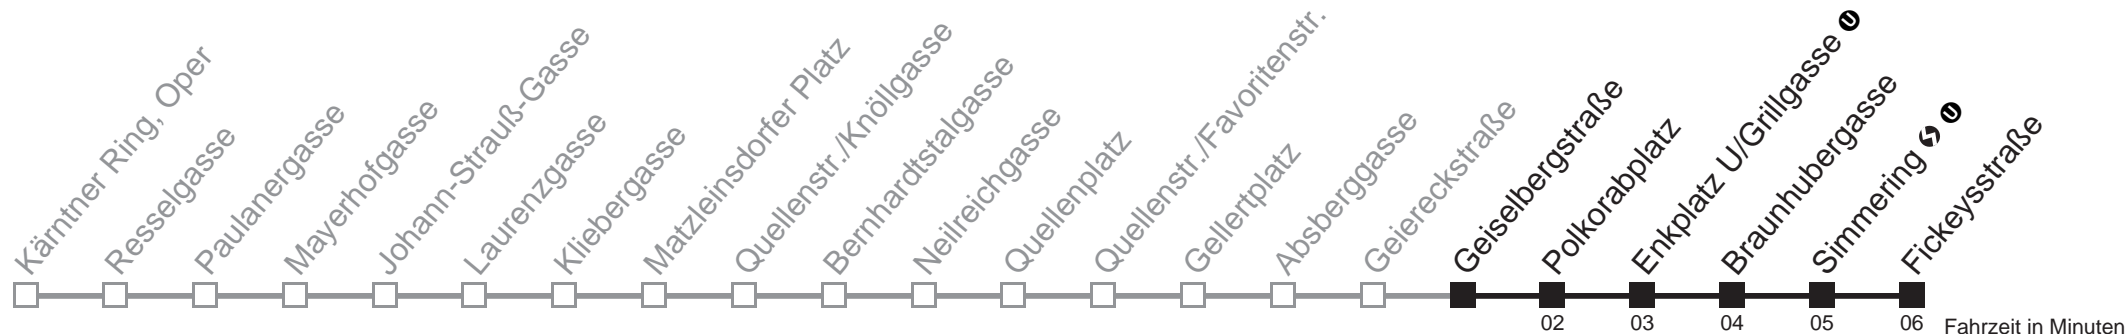 Kärntner Ring, Oper
Resselgasse
Paulanergasse
Mayerhofgasse
Johann-Strauß-Gasse
Laurenzgasse
Kliebergasse
Matzleinsdorfer Platz
Quellenstr./Knöllgasse
Bernhardtstalgasse
Neilreichgasse
Quellenplatz
Quellenstr./Favoritenstr.
Gellertplatz
Absberggasse
Geiereckstraße
Geiselbergstraße
Polkorabplatz
Enkplatz U/Grillgasse U
Braunhubergasse
Simmering U
Fickeysstraße
02 03 04 05 06 Fahrzeit in Minuten